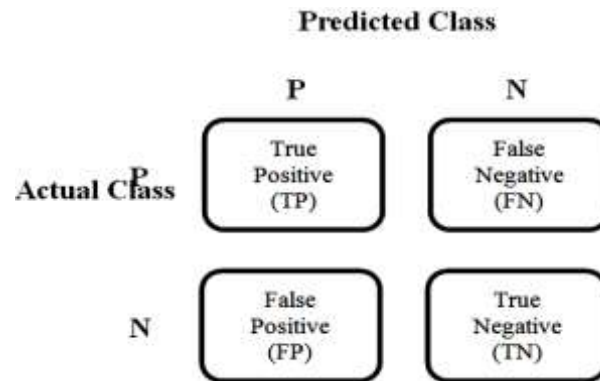 Predicted Class
P N
True
Positive
(TP)
False
Negative
(FN)
P
Actual Class
N
False
Positive
(FP)
True
Negative
(TN)